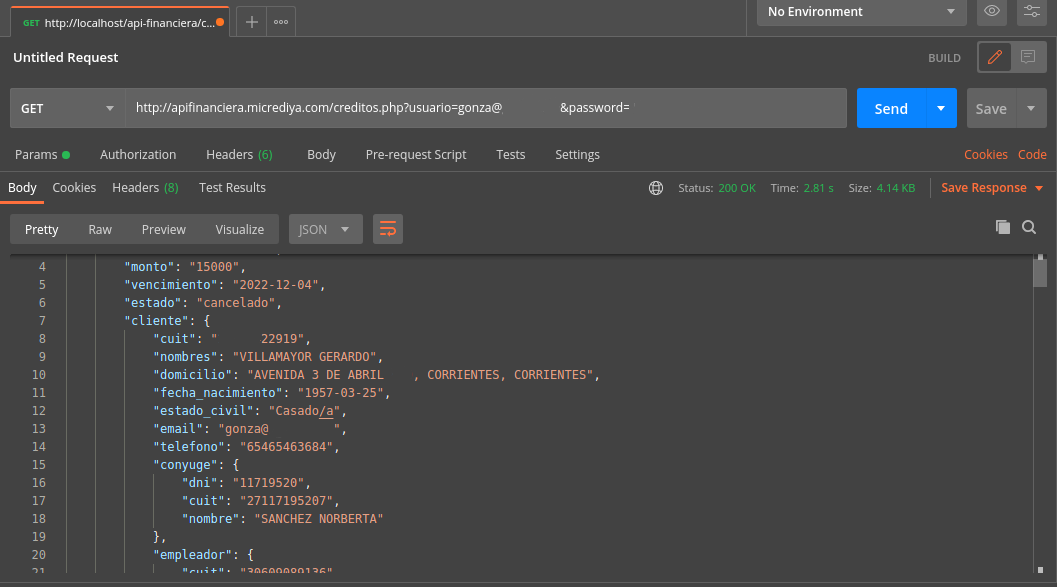 GET http://localhost/api-financiera/c...
No Environment
Untitled Request
BUILD
GET http://apifinanciera.micrediya.com/creditos.php?usuario=gonza@ &password=
Send
Save
Params Authorization Headers (6) Body Pre-request Script Tests Settings Cookies Code
Body Cookies Headers (8) Test Results Status: 200 OK Time: 2.81 s Size: 4.14 KB Save Response
Pretty Raw Preview Visualize JSON
4 "monto": "15000",
5 "vencimiento": "2022-12-04",
6 "estado": "cancelado",
7 "cliente": {
8 "cuit": " 22919",
9 "nombres": "VILLAMAYOR GERARDO",
10 "domicilio": "AVENIDA 3 DE ABRIL , CORRIENTES, CORRIENTES",
11 "fecha_nacimiento": "1957-03-25",
12 "estado_civil": "Casado/a",
13 "email": "gonza@ ",
14 "telefono": "65465463684",
15 "conyuge": {
16 "dni": "11719520",
17 "cuit": "27117195207",
18 "nombre": "SANCHEZ NORBERTA"
19 },
20 "empleador": {
21 "cuit": "30609089136"